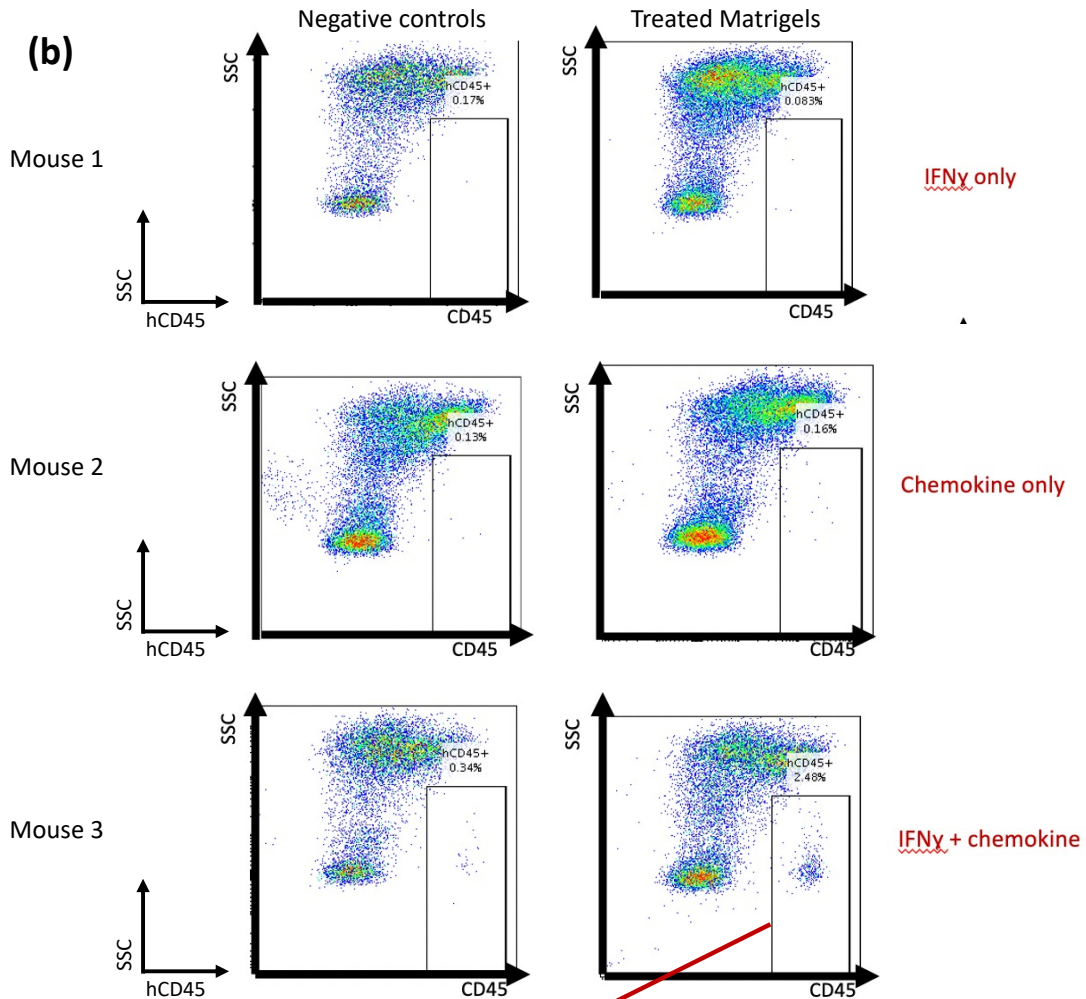 Negative controls
Treated Matrigels
(b)
SSC
hCD45+
0.17%
CD45
SSC
hCD45+
0.083%
CD45
Mouse 1
IFNɣ only
SSC
hCD45
SSC
hCD45+
0.13%
CD45
SSC
hCD45+
0.16%
CD45
Mouse 2
Chemokine only
SSC
hCD45
SSC
hCD45+
0.34%
CD45
SSC
hCD45+
2.48%
CD45
Mouse 3
IFNɣ + chemokine
SSC
hCD45